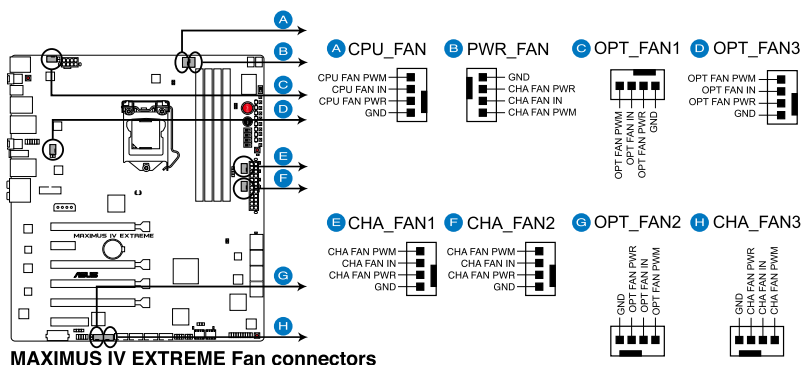 A
B
C
D
E
F
G
H
MAXIMUS IV EXTREME
ASUS
A CPU_FAN
CPU FAN PWM
CPU FAN IN
CPU FAN PWR
GND
B PWR_FAN
GND
CHA FAN PWR
CHA FAN IN
CHA FAN PWM
C OPT_FAN1
OPT FAN PWM
OPT FAN IN
OPT FAN PWR
GND
D OPT_FAN3
OPT FAN PWM
OPT FAN IN
OPT FAN PWR
GND
E CHA_FAN1
CHA FAN PWM
CHA FAN IN
CHA FAN PWR
GND
F CHA_FAN2
CHA FAN PWM
CHA FAN IN
CHA FAN PWR
GND
G OPT_FAN2
GND
OPT FAN PWR
OPT FAN IN
OPT FAN PWM
H CHA_FAN3
GND
CHA FAN PWR
CHA FAN IN
CHA FAN PWM
MAXIMUS IV EXTREME Fan connectors